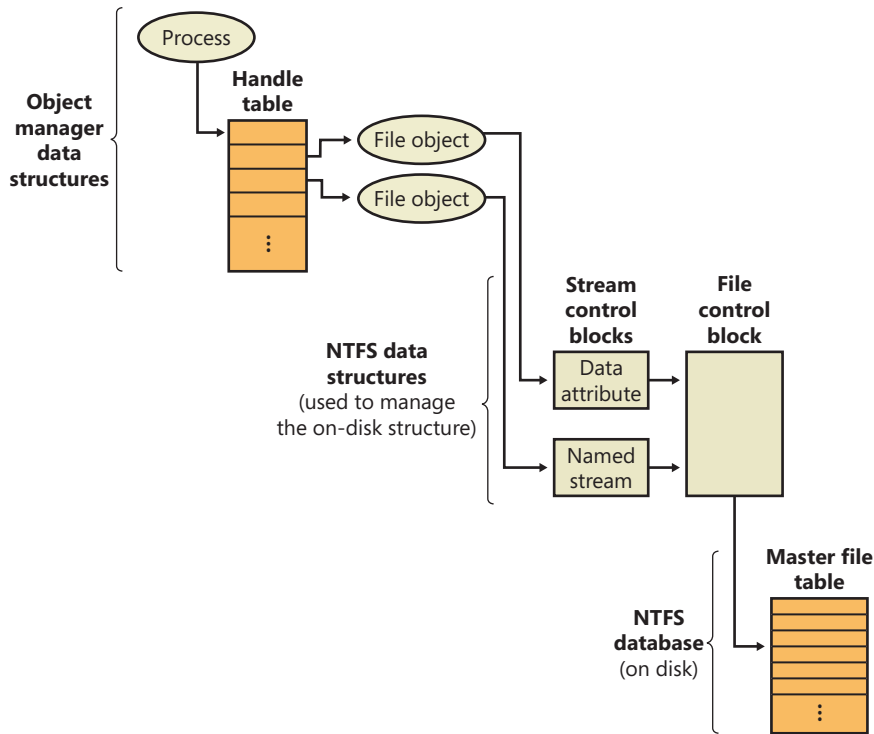 Process
Handle
table
Object
manager
data
structures
File object
File object
⋮
Stream
control
blocks
File
control
block
NTFS data
structures
(used to manage
the on-disk structure)
Data
attribute
Named
stream
Master file
table
NTFS
database
(on disk)
⋮